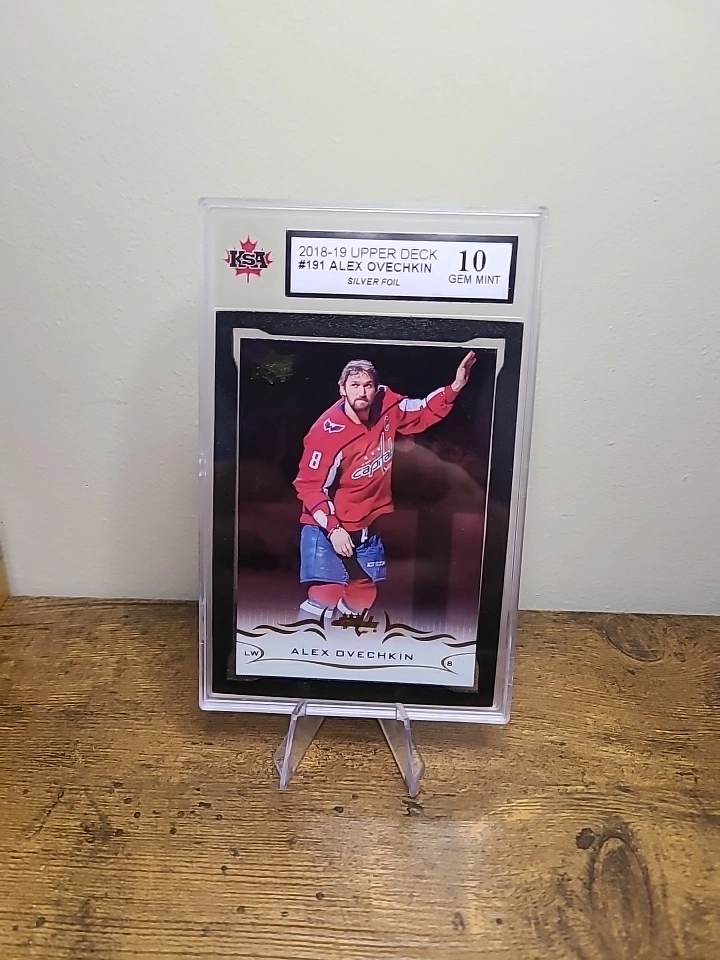 KSA
2018-19 UPPER DECK
#191 ALEX OVECHKIN
SILVER FOIL
10
GEM MINT
8
capitals
LW
ALEX OVECHKIN
8